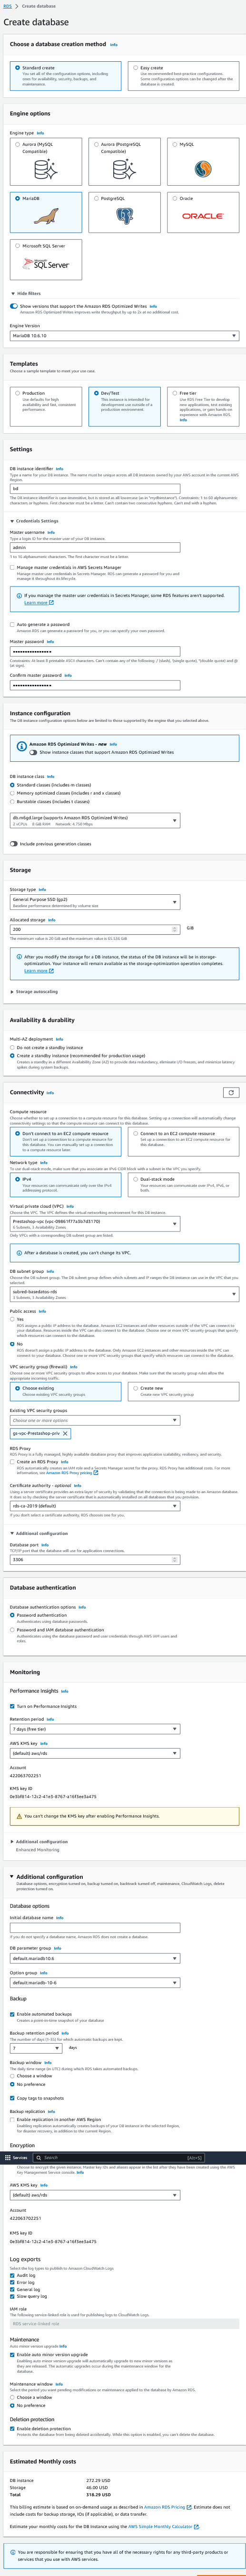 RDS > Create database
Create database
Choose a database creation method Info
Standard create
You set all of the configuration options, including ones for availability, security, backups, and maintenance.
Easy create
Use recommended best-practice configurations. Some configuration options can be changed after the database is created.
Engine options
Engine type Info
Aurora (MySQL Compatible)
Aurora (PostgreSQL Compatible)
MySQL
MariaDB
PostgreSQL
Oracle
ORACLE
Microsoft SQL Server
Microsoft SQL Server
Hide filters
Show versions that support the Amazon RDS Optimized Writes Info
Amazon RDS Optimized Writes improves write throughput by up to 2x at no additional cost.
Engine Version
MariaDB 10.6.10
Templates
Choose a sample template to meet your use case.
Production
Use defaults for high availability and fast, consistent performance.
Dev/Test
This instance is intended for development use outside of a production environment.
Free tier
Use RDS Free Tier to develop new applications, test existing applications, or gain hands-on experience with Amazon RDS.
Info
Settings
DB instance identifier Info
Type a name for your DB instance. The name must be unique across all DB instances owned by your AWS account in the current AWS Region.
bd
The DB instance identifier is case-insensitive, but is stored as all lowercase (as in "mydbinstance"). Constraints: 1 to 60 alphanumeric characters or hyphens. First character must be a letter. Can't contain two consecutive hyphens. Can't end with a hyphen.
Credentials Settings
Master username Info
Type a login ID for the master user of your DB instance.
admin
1 to 16 alphanumeric characters. The first character must be a letter.
Manage master credentials in AWS Secrets Manager
Manage master user credentials in Secrets Manager. RDS can generate a password for you and manage it throughout its lifecycle.
If you manage the master user credentials in Secrets Manager, some RDS features aren't supported.
Learn more
Auto generate a password
Amazon RDS can generate a password for you, or you can specify your own password.
Master password Info
Constraints: At least 8 printable ASCII characters. Can't contain any of the following: / (slash), '(single quote), "(double quote) and @ (at sign).
Confirm master password Info
Instance configuration
The DB instance configuration options below are limited to those supported by the engine that you selected above.
Amazon RDS Optimized Writes - new Info
Show instance classes that support Amazon RDS Optimized Writes
DB instance class Info
Standard classes (includes m classes)
Memory optimized classes (includes r and x classes)
Burstable classes (includes t classes)
db.m6gd.large (supports Amazon RDS Optimized Writes)
2 vCPUs 8 GiB RAM Network: 4.750 Mbps
Include previous generation classes
Storage
Storage type Info
General Purpose SSD (gp2)
Baseline performance determined by volume size
Allocated storage Info
200
GiB
The minimum value is 20 GiB and the maximum value is 65,536 GiB
After you modify the storage for a DB instance, the status of the DB instance will be in storage-optimization. Your instance will remain available as the storage-optimization operation completes.
Learn more
Storage autoscaling
Availability & durability
Multi-AZ deployment Info
Do not create a standby instance
Create a standby instance (recommended for production usage)
Creates a standby in a different Availability Zone (AZ) to provide data redundancy, eliminate I/O freezes, and minimize latency spikes during system backups.
Connectivity Info
Compute resource
Choose whether to set up a connection to a compute resource for this database. Setting up a connection will automatically change connectivity settings so that the compute resource can connect to this database.
Don't connect to an EC2 compute resource
Don't set up a connection to a compute resource for this database. You can manually set up a connection to a compute resource later.
Connect to an EC2 compute resource
Set up a connection to an EC2 compute resource for this database.
Network type Info
To use dual-stack mode, make sure that you associate an IPv6 CIDR block with a subnet in the VPC you specify.
IPv4
Your resources can communicate only over the IPv4 addressing protocol.
Dual-stack mode
Your resources can communicate over IPv4, IPv6, or both.
Virtual private cloud (VPC) Info
Choose the VPC. The VPC defines the virtual networking environment for this DB instance.
5 Subnets, 3 Availability Zones
Only VPCs with a corresponding DB subnet group are listed.
After a database is created, you can't change its VPC.
DB subnet group Info
Choose the DB subnet group. The DB subnet group defines which subnets and IP ranges the DB instance can use in the VPC that you selected.
Public access Info
Yes
RDS assigns a public IP address to the database. Amazon EC2 instances and other resources outside of the VPC can connect to your database. Resources inside the VPC can also connect to the database. Choose one or more VPC security groups that specify which resources can connect to the database.
No
RDS doesn't assign a public IP address to the database. Only Amazon EC2 instances and other resources inside the VPC can connect to your database. Choose one or more VPC security groups that specify which resources can connect to the database.
VPC security group (firewall) Info
Choose one or more VPC security groups to allow access to your database. Make sure that the security group rules allow the appropriate incoming traffic.
Choose existing
Choose existing VPC security groups
Create new
Create new VPC security group
Existing VPC security groups
Choose one or more options
gs-vpc-Prestashop-priv
RDS Proxy
RDS Proxy is a fully managed, highly available database proxy that improves application scalability, resiliency, and security.
Create an RDS Proxy Info
RDS automatically creates an IAM role and a Secrets Manager secret for the proxy. RDS Proxy has additional costs. For more information, see Amazon RDS Proxy pricing
Certificate authority - optional Info
Using a server certificate provides an extra layer of security by validating that the connection is being made to an Amazon database. It does so by checking the server certificate that is automatically installed on all databases that you provision.
rds-ca-2019 (default)
If you don't select a certificate authority, RDS chooses one for you.
Additional configuration
Database port Info
TCP/IP port that the database will use for application connections.
3306
Database authentication
Database authentication options Info
Password authentication
Authenticates using database passwords.
Password and IAM database authentication
Authenticates using the database password and user credentials through AWS IAM users and roles.
Monitoring
Performance Insights Info
Turn on Performance Insights
Retention period Info
7 days (free tier)
AWS KMS key Info
(default) aws/rds
Account
422063702251
KMS key ID
You can't change the KMS key after enabling Performance Insights.
Additional configuration
Enhanced Monitoring
Additional configuration
Database options, encryption turned on, backup turned on, backtrack turned off, maintenance, CloudWatch Logs, delete protection turned on.
Database options
Initial database name Info
If you do not specify a database name, Amazon RDS does not create a database.
DB parameter group Info
default.mariadb10.6
Option group Info
default:mariadb-10-6
Backup
Enable automated backups
Creates a point-in-time snapshot of your database
Backup retention period Info
The number of days (1-35) for which automatic backups are kept.
7
days
Backup window Info
The daily time range (in UTC) during which RDS takes automated backups.
Choose a window
No preference
Copy tags to snapshots
Backup replication Info
Enable replication in another AWS Region
Enabling replication automatically creates backups of your DB instance in the selected Region, for disaster recovery, in addition to the current Region.
Encryption
Services
Search
[Alt+S]
Choose to encrypt the given instance. Master key IDs and aliases appear in the list after they have been created using the AWS Key Management Service console. Info
AWS KMS key Info
(default) aws/rds
Account
422063702251
KMS key ID
Log exports
Select the log types to publish to Amazon CloudWatch Logs
Audit log
Error log
General log
Slow query log
IAM role
The following service-linked role is used for publishing logs to CloudWatch Logs.
RDS service-linked role
Maintenance
Auto minor version upgrade Info
Enable auto minor version upgrade
Enabling auto minor version upgrade will automatically upgrade to new minor versions as they are released. The automatic upgrades occur during the maintenance window for the database.
Maintenance window Info
Select the period you want pending modifications or maintenance applied to the database by Amazon RDS.
Choose a window
No preference
Deletion protection
Enable deletion protection
Protects the database from being deleted accidentally. While this option is enabled, you can't delete the database.
Estimated Monthly costs
DB instance 272.29 USD
Storage 46.00 USD
Total 318.29 USD
This billing estimate is based on on-demand usage as described in Amazon RDS Pricing. Estimate does not include costs for backup storage, IOs (if applicable), or data transfer.
Estimate your monthly costs for the DB Instance using the AWS Simple Monthly Calculator.
You are responsible for ensuring that you have all of the necessary rights for any third-party products or services that you use with AWS services.